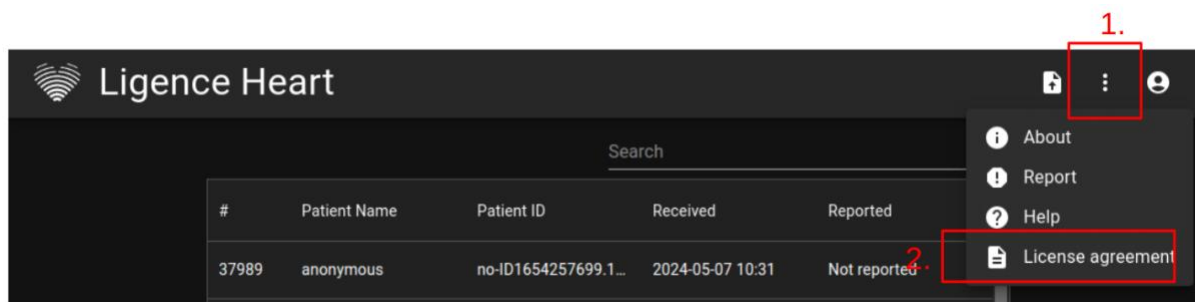 1.
Ligence Heart
About
Search
Report
# Patient Name Patient ID Received Reported
Help
2. License agreement
37989 anonymous no-ID1654257699.1... 2024-05-07 10:31 Not reported